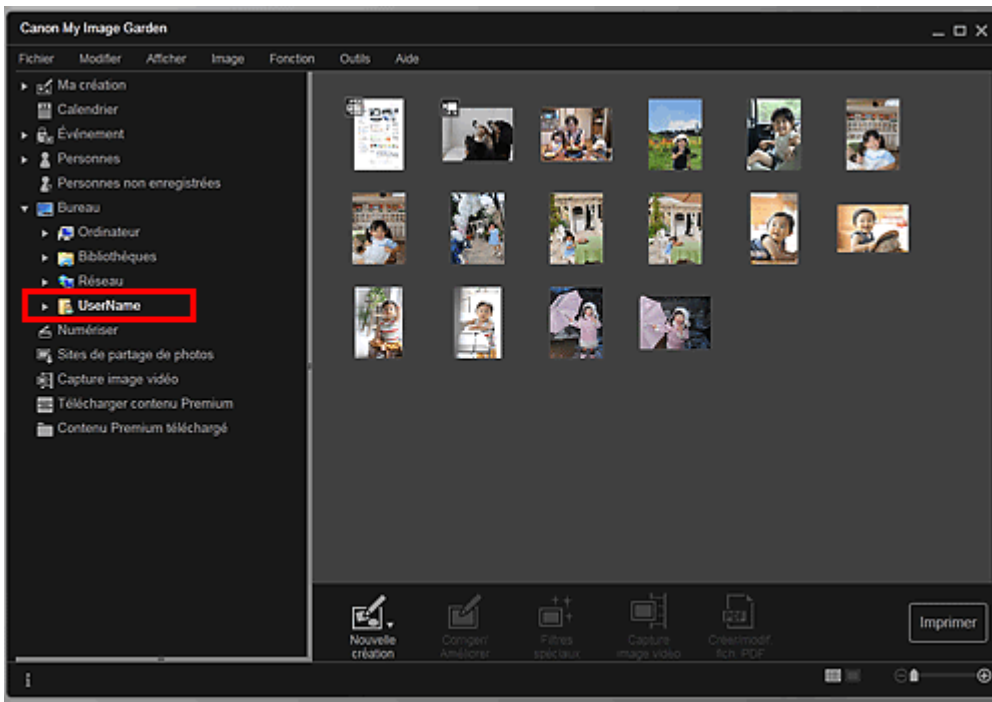 Canon My Image Garden
Fichier Modifier Afficher Image Fonction Outils Aide
Ma création
Calendrier
Événement
Personnes
Personnes non enregistrées
Bureau
Ordinateur
Bibliothèques
Réseau
UserName
Numériser
Sites de partage de photos
Capture image vidéo
Télécharger contenu Premium
Contenu Premium téléchargé
Nouvelle
création
Corriger/
Améliorer
Filtres
spéciaux
Capture
image vidéo
PDF
Créer/modif.
fich. PDF
Imprimer